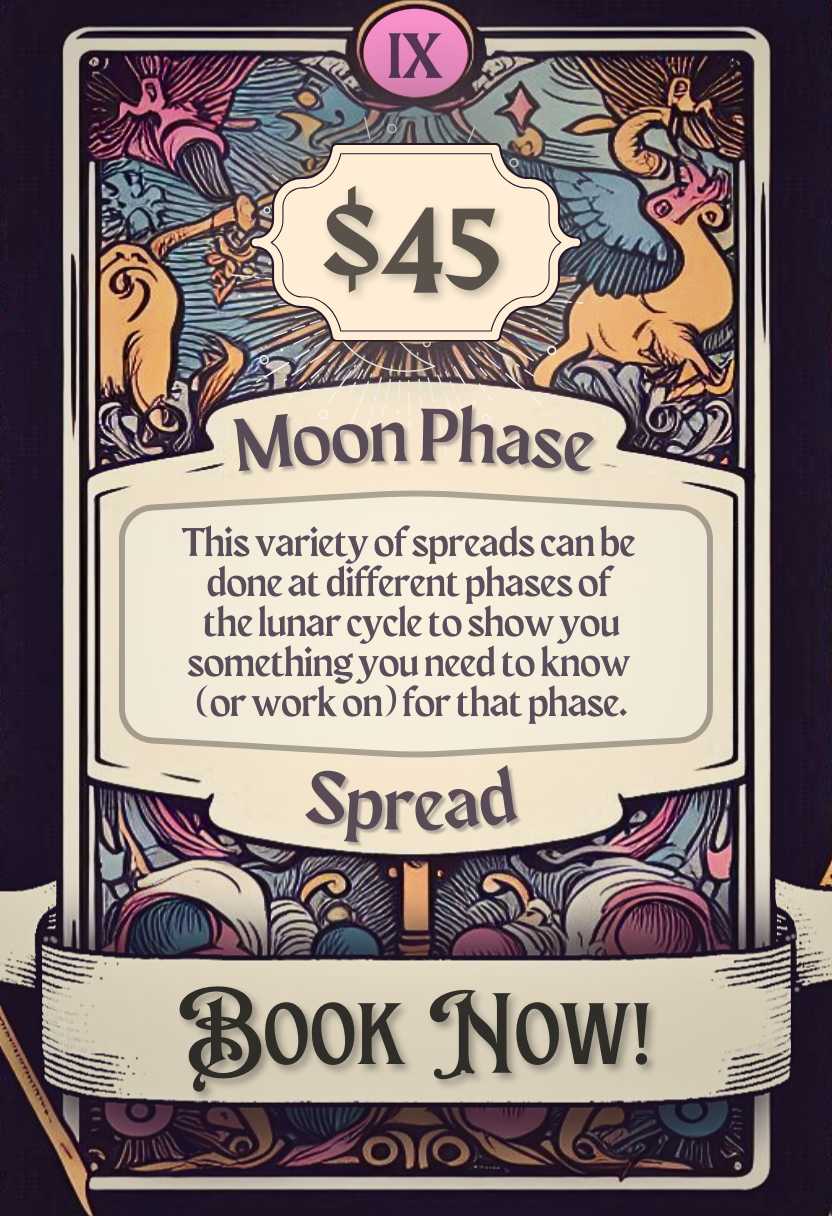 IX
$45
Moon Phase
This variety of spreads can be
done at different phases of
the lunar cycle to show you
something you need to know
(or work on) for that phase.
Spread
Book Now!